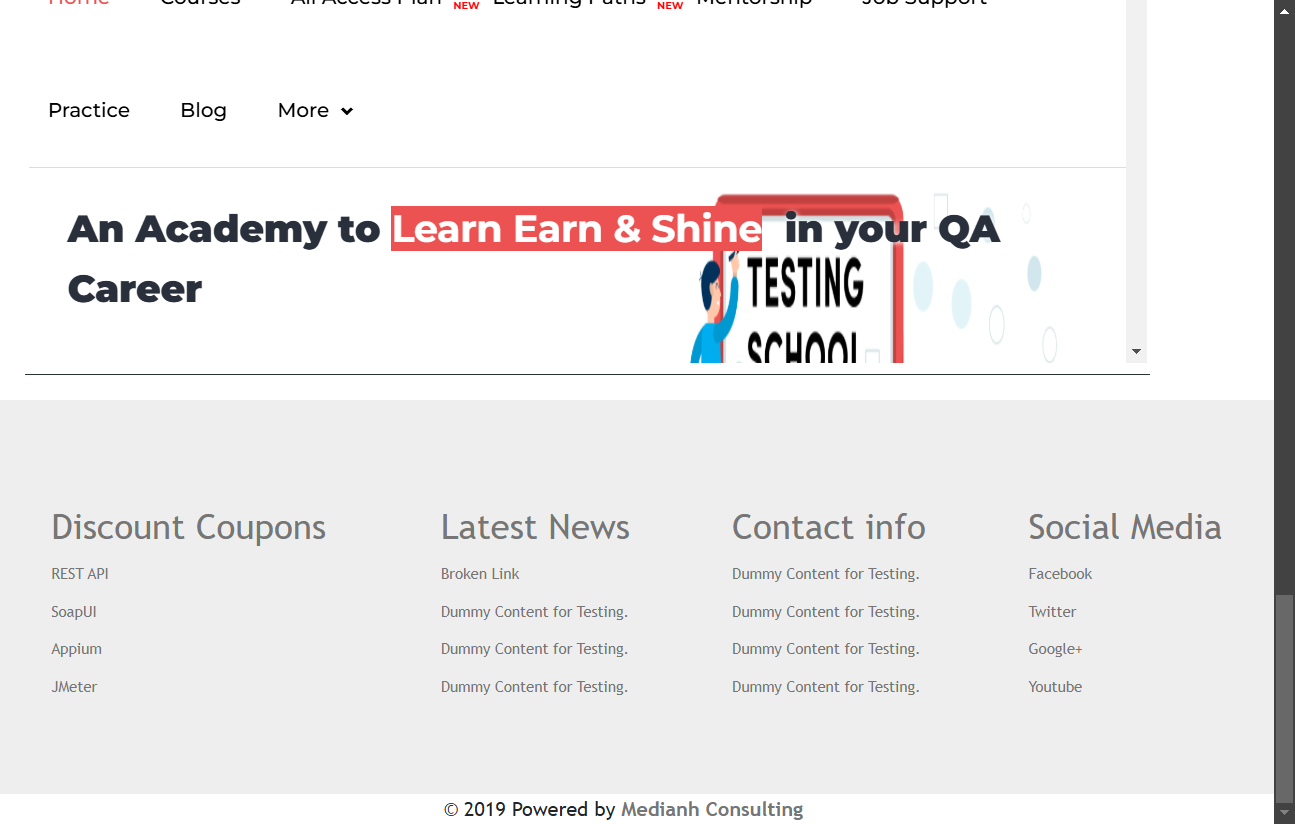 Home Courses All Access Plan NEW Learning Paths NEW Mentorship Job Support
Practice Blog More
An Academy to Learn Earn & Shine in your QA
Career
TESTING
SCHOOL
Discount Coupons Latest News Contact info Social Media
REST API Broken Link Dummy Content for Testing. Facebook
SoapUI Dummy Content for Testing. Dummy Content for Testing. Twitter
Appium Dummy Content for Testing. Dummy Content for Testing. Google+
JMeter Dummy Content for Testing. Dummy Content for Testing. Youtube
© 2019 Powered by Medianh Consulting